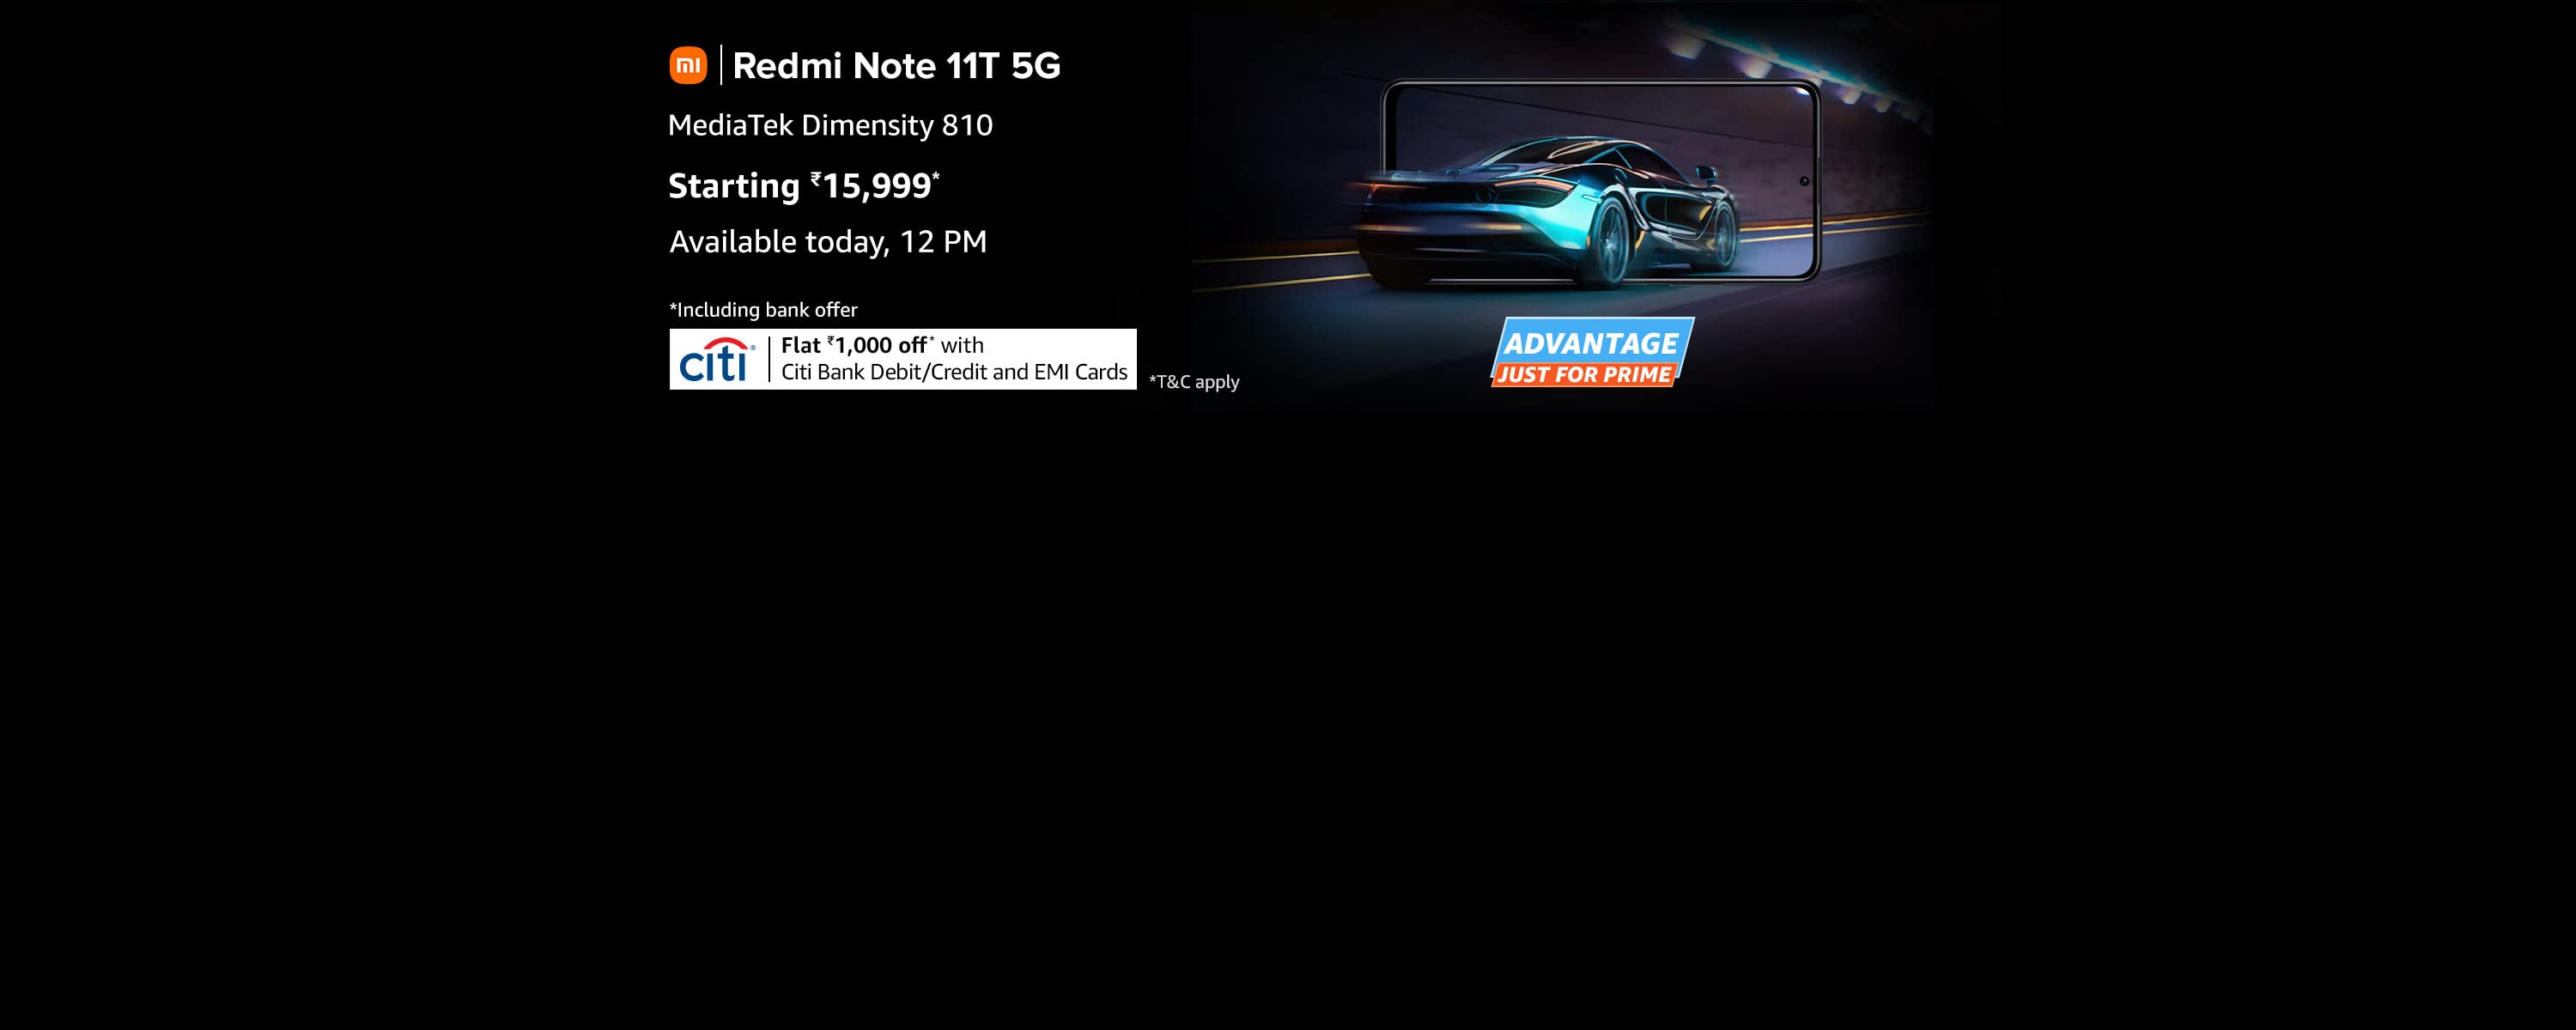 mi
Redmi Note 11T 5G
MediaTek Dimensity 810
Starting ₹15,999*
Available today, 12 PM
*Including bank offer
citi®
Flat ₹1,000 off* with
Citi Bank Debit/Credit and EMI Cards
*T&C apply
ADVANTAGE
JUST FOR PRIME